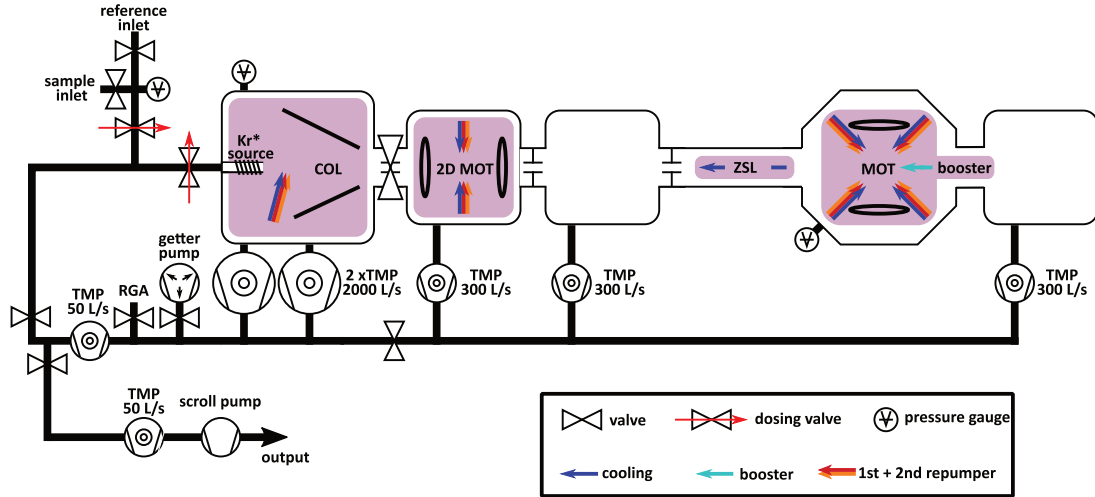 reference
inlet
sample
inlet
Kr*
source
COL
2D MOT
ZSL
MOT
booster
getter
pump
TMP
50 L/s
RGA
2 xTMP
2000 L/s
TMP
300 L/s
TMP
300 L/s
TMP
300 L/s
TMP
50 L/s
scroll pump
output
valve
dosing valve
pressure gauge
cooling
booster
1st + 2nd repumper